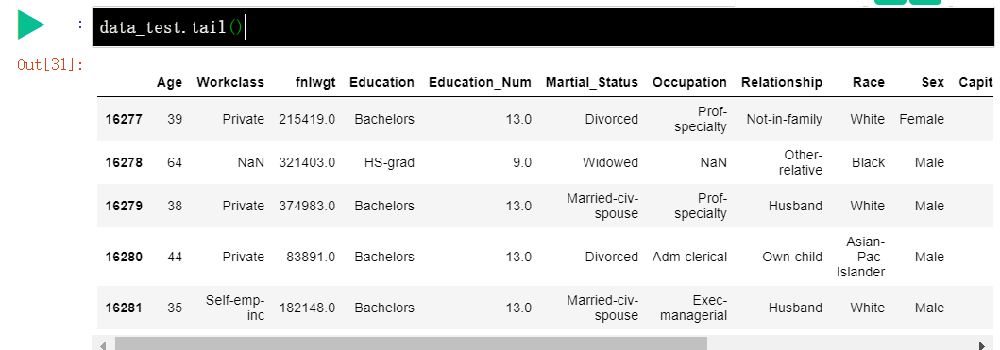 : data_test.tail()
Out[31]:
Age Workclass fnlwgt Education Education_Num Martial_Status Occupation Relationship Race Sex Capit
16277 39 Private 215419.0 Bachelors 13.0 Divorced Prof-specialty Not-in-family White Female
16278 64 NaN 321403.0 HS-grad 9.0 Widowed NaN Other-relative Black Male
16279 38 Private 374983.0 Bachelors 13.0 Married-civ-spouse Prof-specialty Husband White Male
16280 44 Private 83891.0 Bachelors 13.0 Divorced Adm-clerical Own-child Asian-Pac-Islander Male
16281 35 Self-emp-inc 182148.0 Bachelors 13.0 Married-civ-spouse Exec-managerial Husband White Male